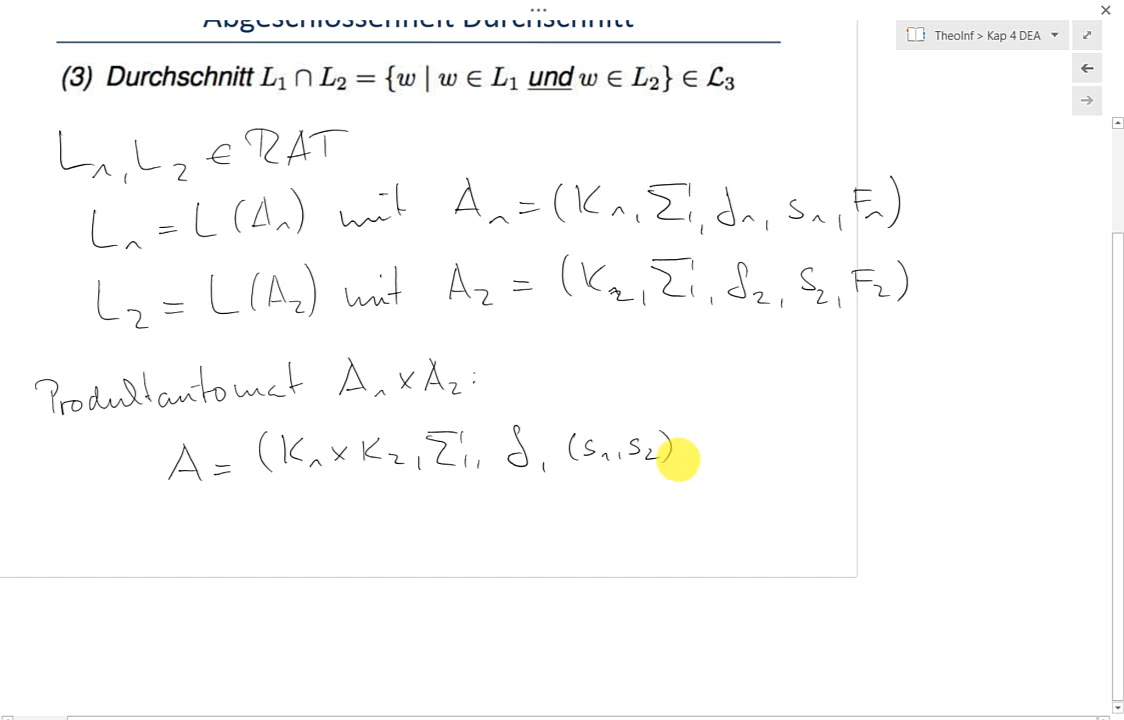 Abgeschlossenheit Durchschnitt
TheoInf > Kap 4 DEA
(3) Durchschnitt L₁ ∩ L₂ = {w | w ∈ L₁ und w ∈ L₂} ∈ ℒ₃
L₁, L₂ ∈ RAT
L₁ = L(A₁) mit A₁ = (K₁, Σ, δ₁, s₁, F₁)
L₂ = L(A₂) mit A₂ = (K₂, Σ, δ₂, s₂, F₂)
Produktautomat A₁ × A₂:
A = (K₁ × K₂, Σ, δ, (s₁, s₂)